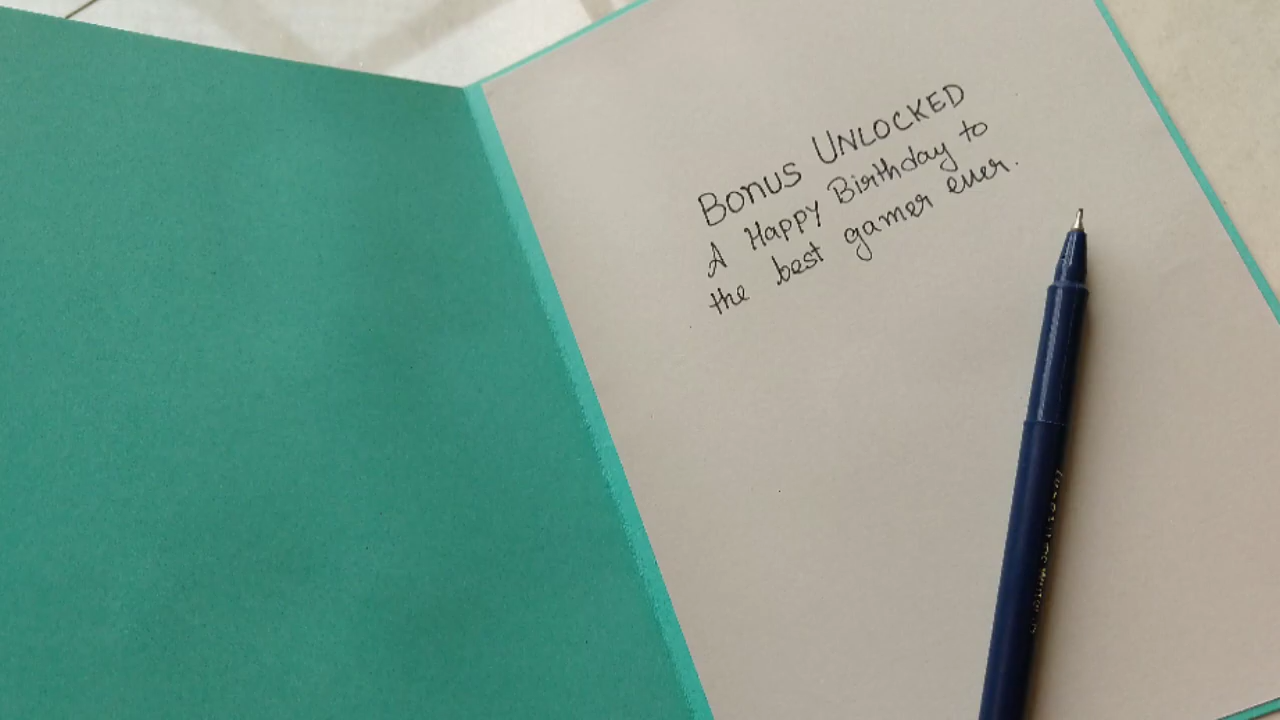 BONUS UNLOCKED
A Happy Birthday to
the best gamer ever.